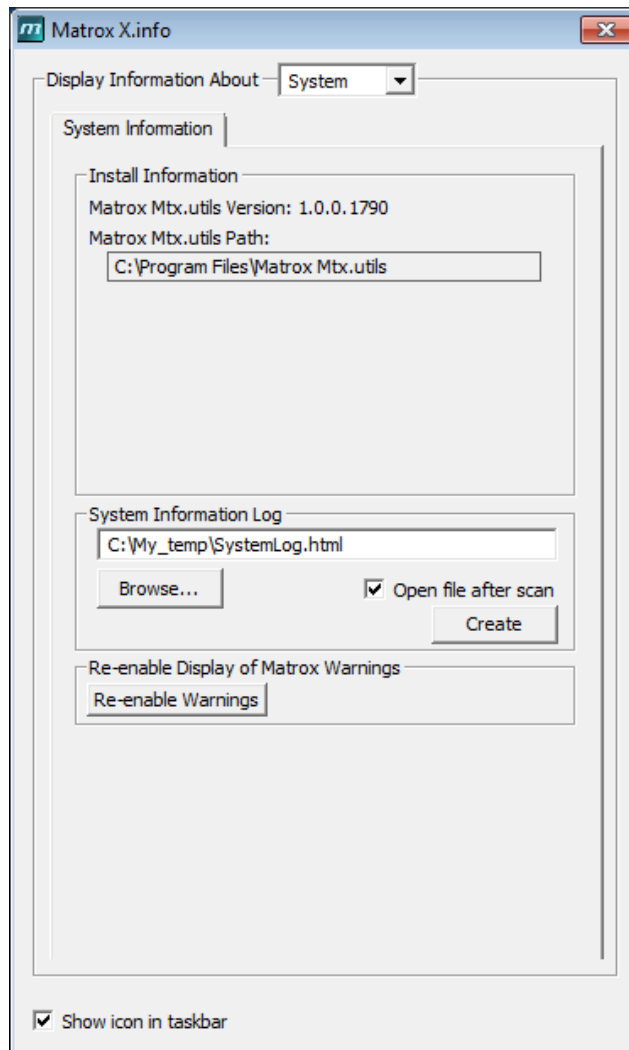 Matrox X.info
Display Information About System
System Information
Install Information
Matrox Mtx.utils Version: 1.0.0.1790
Matrox Mtx.utils Path:
C:\Program Files\Matrox Mtx.utils
System Information Log
C:\My_temp\SystemLog.html
Browse... Open file after scan
Create
Re-enable Display of Matrox Warnings
Re-enable Warnings
Show icon in taskbar